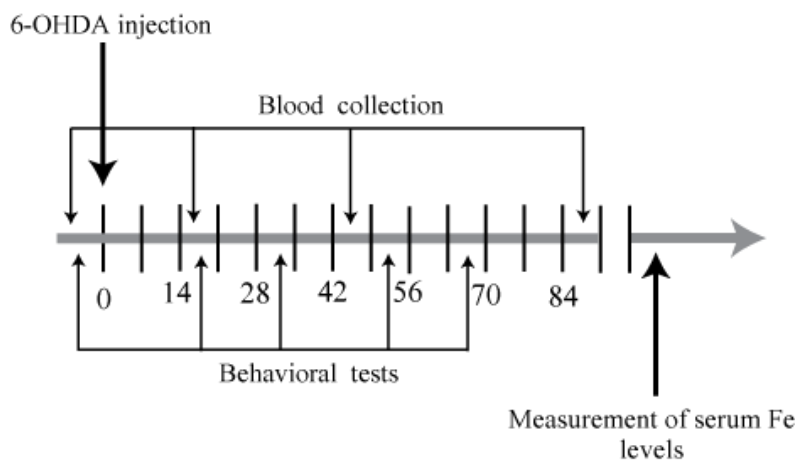 6-OHDA injection
Blood collection
0 14 28 42 56 70 84
Behavioral tests
Measurement of serum Fe
levels